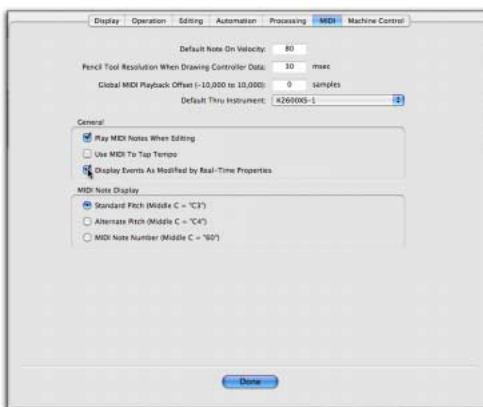 Display Operation Editing Automation Processing MIDI Machine Control
Default Note On Velocity: 80
Pencil Tool Resolution When Drawing Controller Data: 30 msec
Global MIDI Playback Offset (-10,000 to 10,000) 0 samples
Default Thru Instrument: K2600XS-1
General
Play MIDI Notes When Editing
Use MIDI To Tap Tempo
Display Events As Modified by Real-Time Properties
MIDI Note Display
Standard Pitch (Middle C = "C3")
Alternate Pitch (Middle C = "C4")
MIDI Note Number (Middle C = "60")
Done